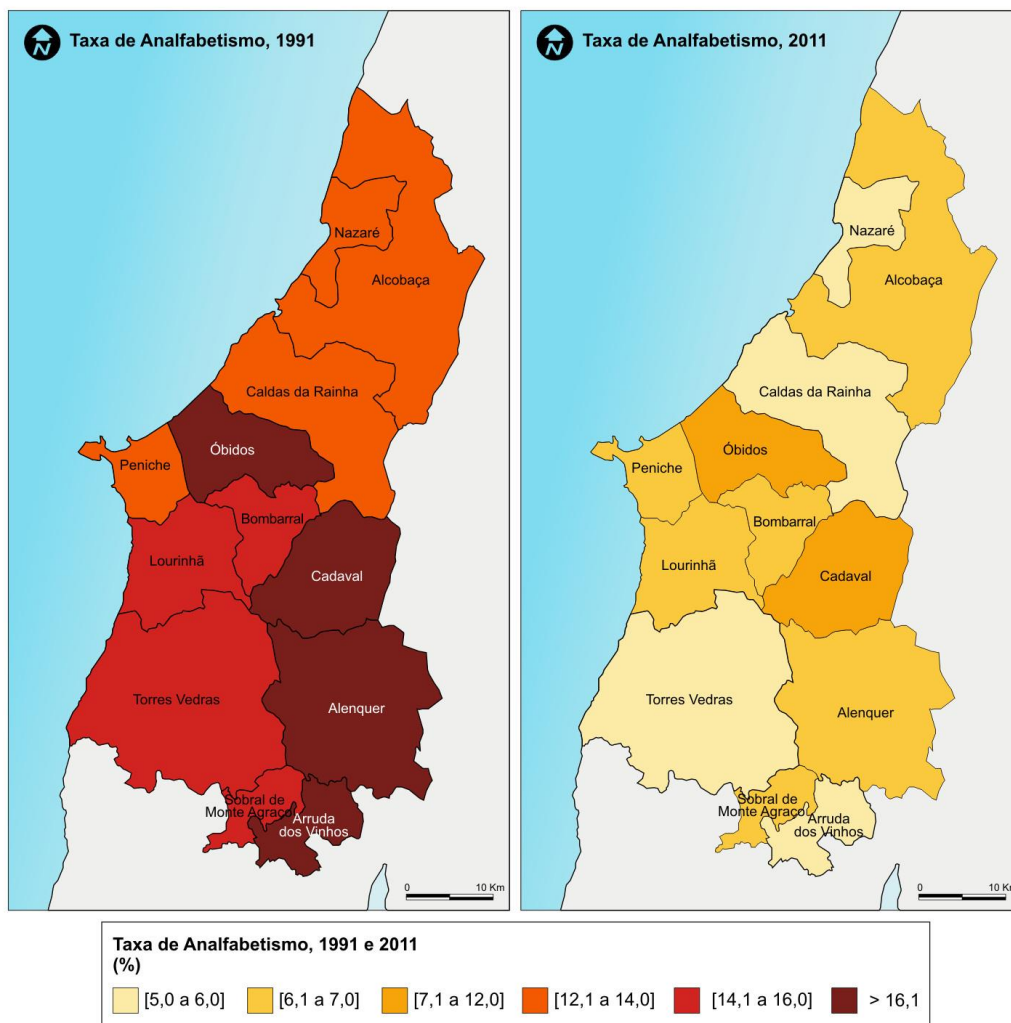 N
Taxa de Analfabetismo, 1991
Nazaré
Alcobaça
Caldas da Rainha
Óbidos
Peniche
Bombarral
Lourinhã
Cadaval
Torres Vedras
Alenquer
Sobral de
Monte Agraço
Arruda
dos Vinhos
0 10 Km
N
Taxa de Analfabetismo, 2011
Nazaré
Alcobaça
Caldas da Rainha
Óbidos
Peniche
Bombarral
Lourinhã
Cadaval
Torres Vedras
Alenquer
Sobral de
Monte Agraço
Arruda
dos Vinhos
0 10 Km
Taxa de Analfabetismo, 1991 e 2011
(%)
[5,0 a 6,0] [6,1 a 7,0] [7,1 a 12,0] [12,1 a 14,0] [14,1 a 16,0] > 16,1